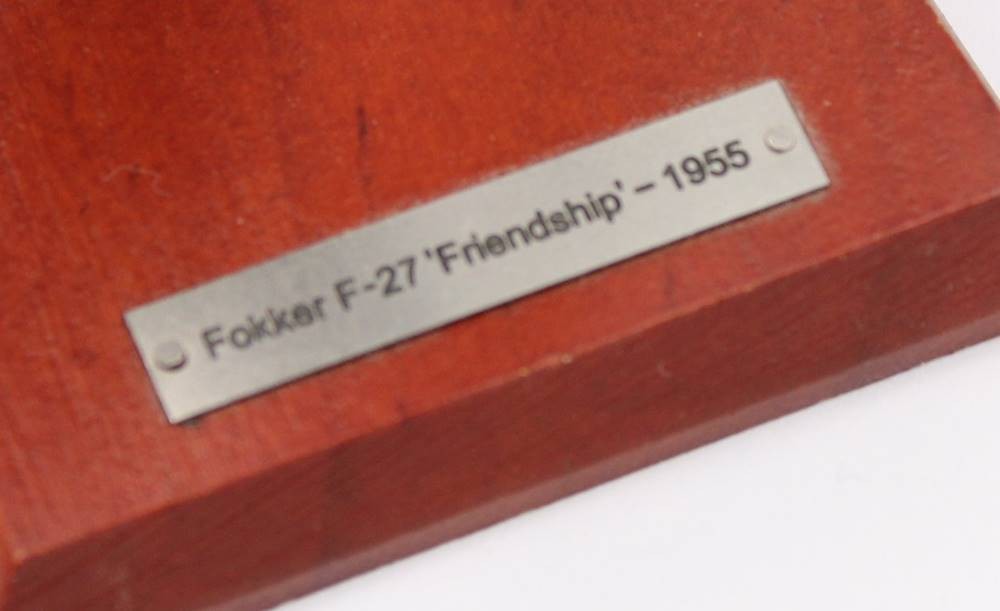 Fokker F-27 'Friendship' – 1955